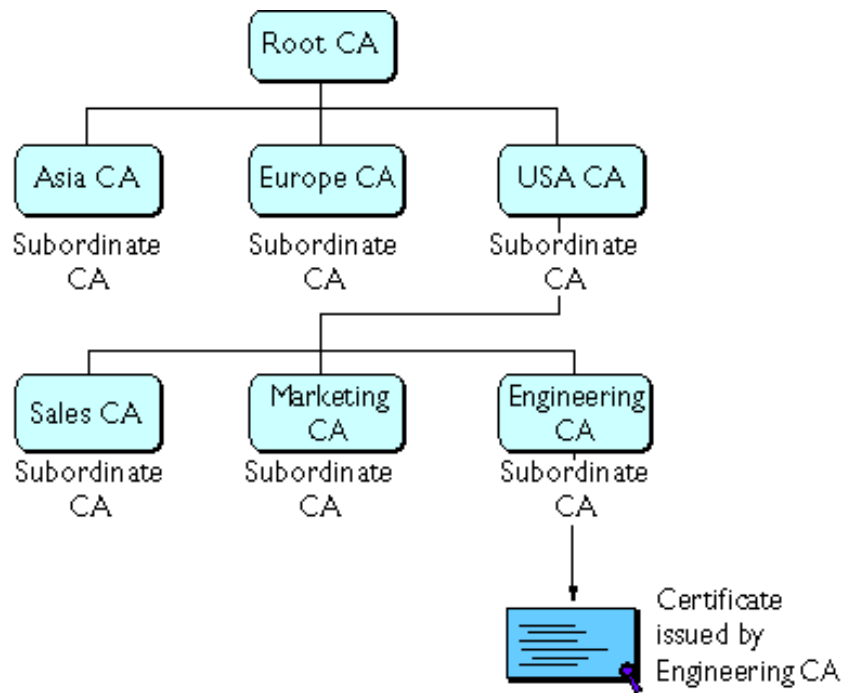 Root CA
Asia CA
Europe CA
USA CA
Subordinate
CA
Subordinate
CA
Subordinate
CA
Sales CA
Marketing
CA
Engineering
CA
Subordinate
CA
Subordinate
CA
Subordinate
CA
Certificate
issued by
Engineering CA